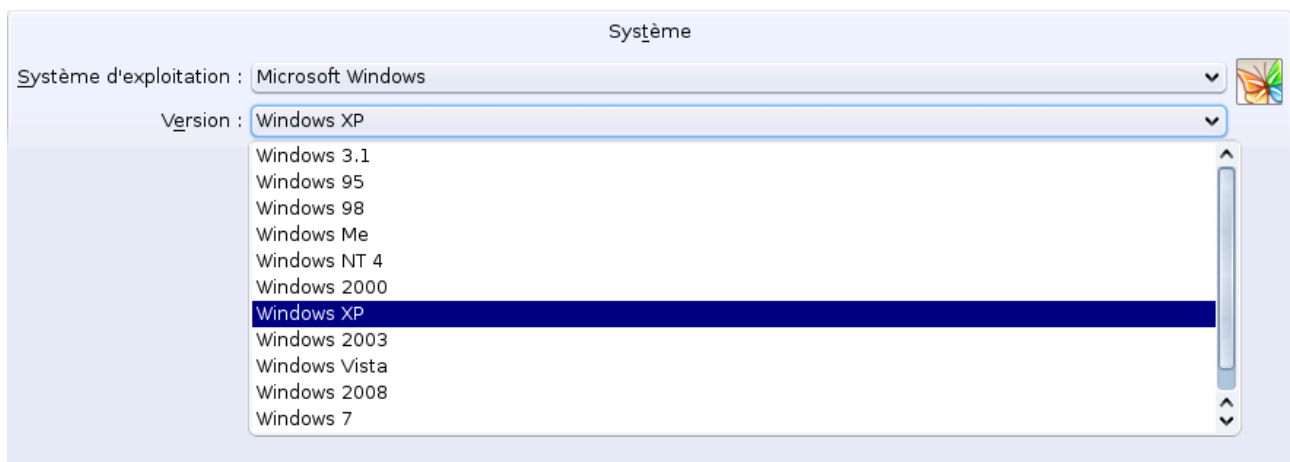 Système
Système d'exploitation : Microsoft Windows
Version : Windows XP
Windows 3.1
Windows 95
Windows 98
Windows Me
Windows NT 4
Windows 2000
Windows XP
Windows 2003
Windows Vista
Windows 2008
Windows 7